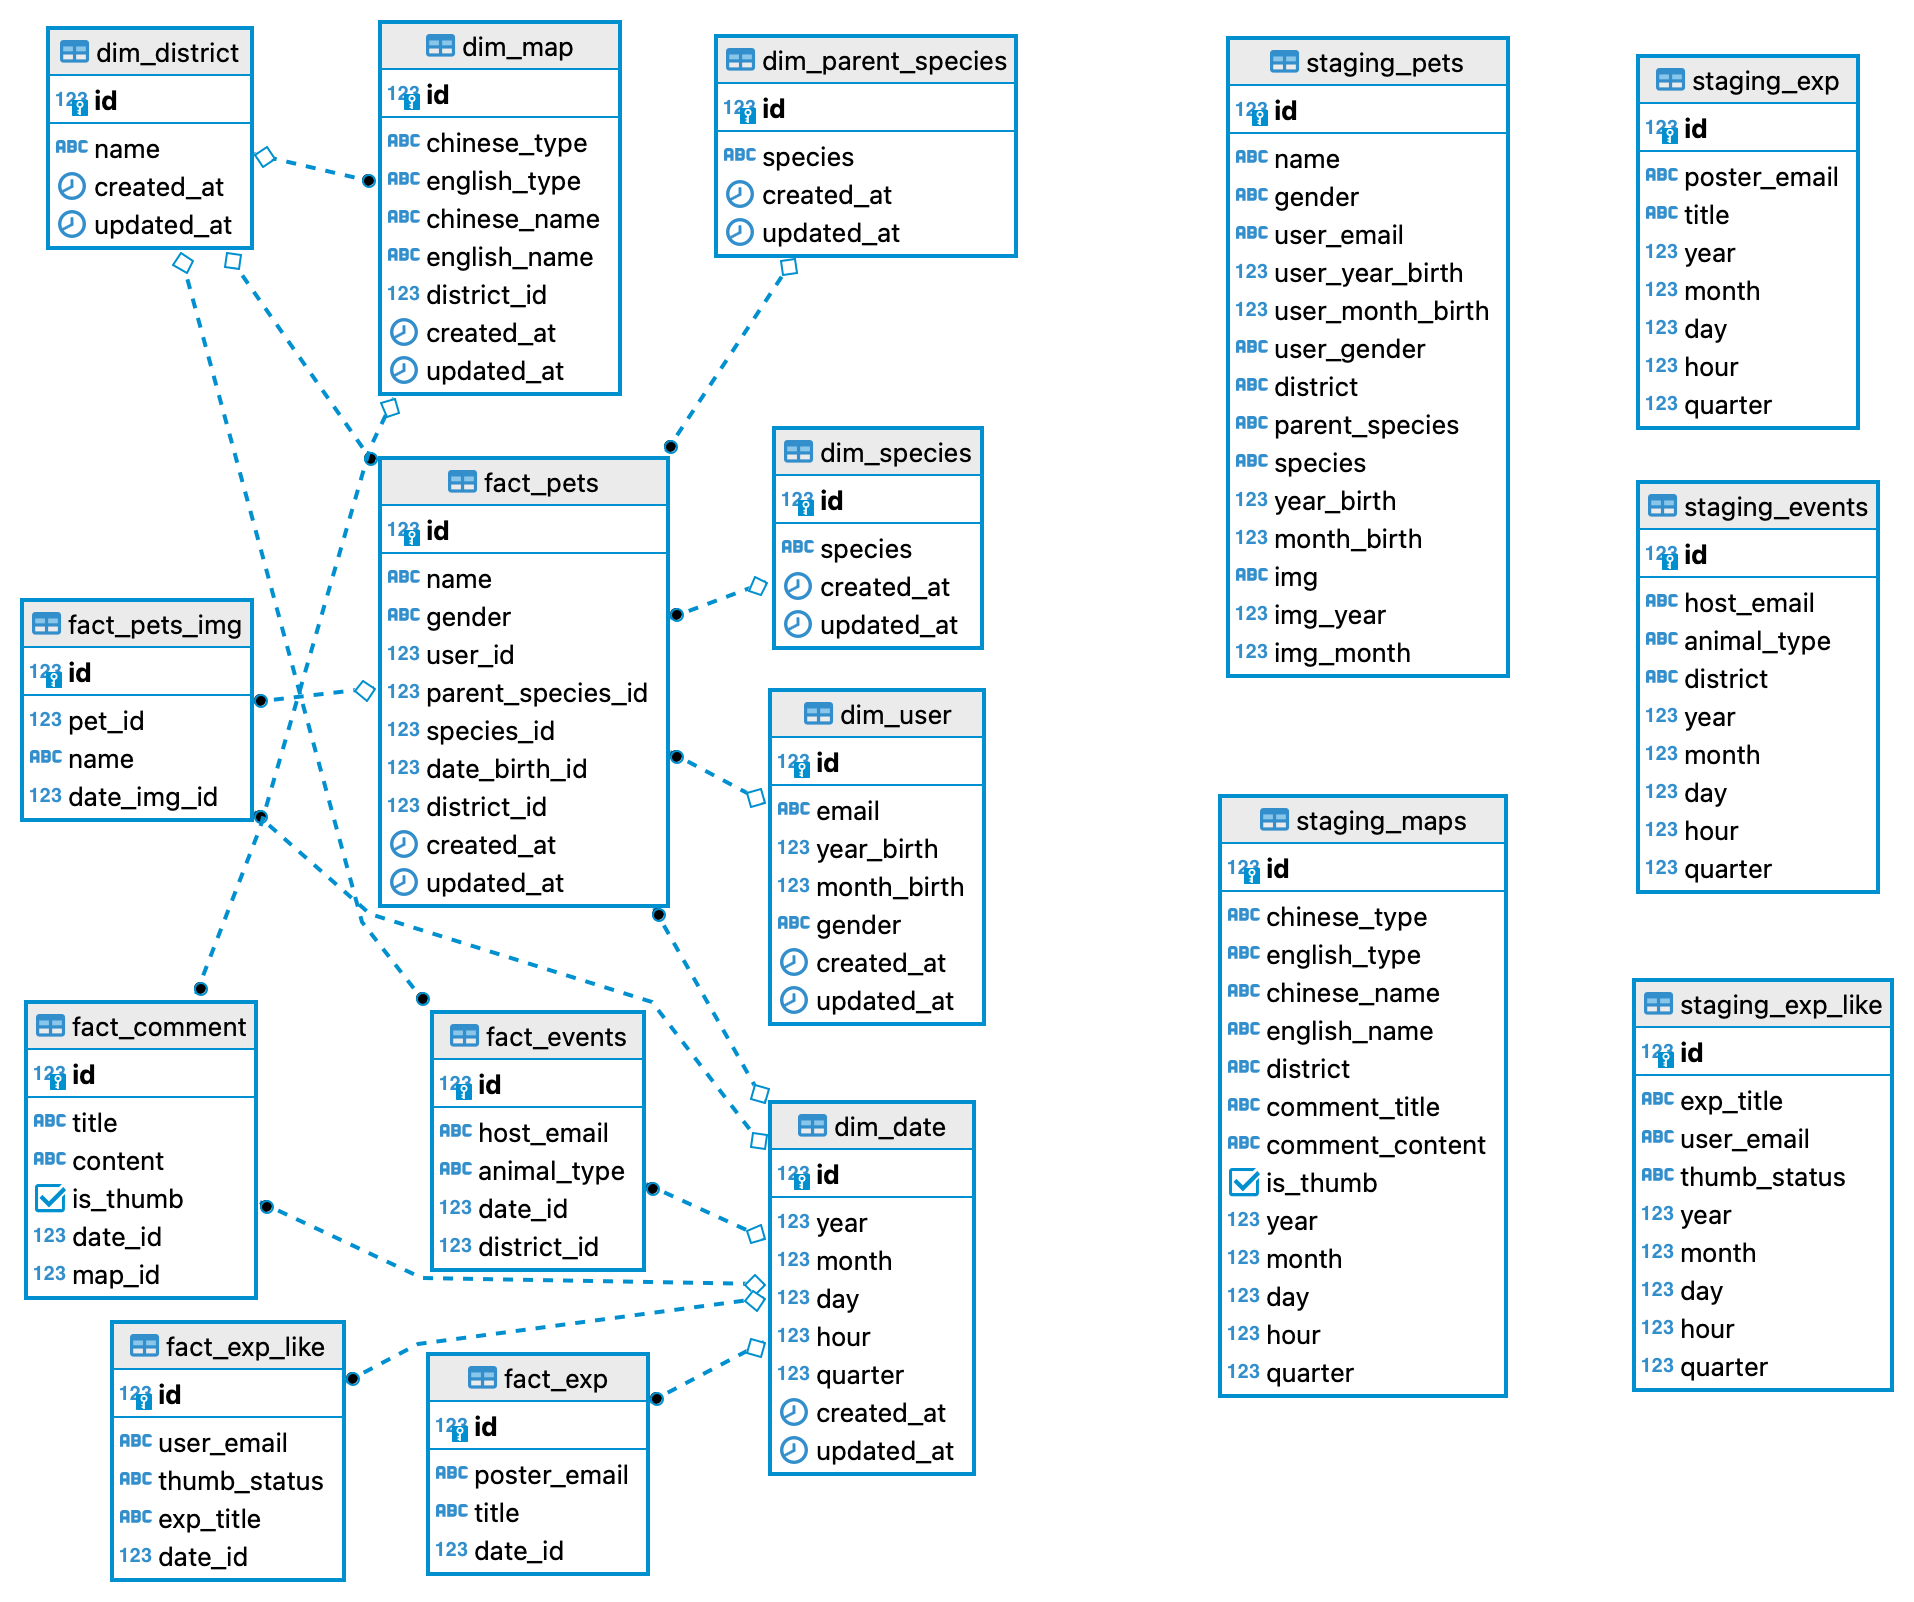 dim_district
123 id
ABC name
created_at
updated_at
dim_map
123 id
ABC chinese_type
ABC english_type
ABC chinese_name
ABC english_name
123 district_id
created_at
updated_at
dim_parent_species
123 id
ABC species
created_at
updated_at
fact_pets
123 id
ABC name
ABC gender
123 user_id
123 parent_species_id
123 species_id
123 date_birth_id
123 district_id
created_at
updated_at
dim_species
123 id
ABC species
created_at
updated_at
fact_pets_img
123 id
123 pet_id
ABC name
123 date_img_id
dim_user
123 id
ABC email
123 year_birth
123 month_birth
ABC gender
created_at
updated_at
fact_comment
123 id
ABC title
ABC content
is_thumb
123 date_id
123 map_id
fact_events
123 id
ABC host_email
ABC animal_type
123 date_id
123 district_id
dim_date
123 id
123 year
123 month
123 day
123 hour
123 quarter
created_at
updated_at
fact_exp_like
123 id
ABC user_email
ABC thumb_status
ABC exp_title
123 date_id
fact_exp
123 id
ABC poster_email
ABC title
123 date_id
staging_pets
123 id
ABC name
ABC gender
ABC user_email
123 user_year_birth
123 user_month_birth
ABC user_gender
ABC district
ABC parent_species
ABC species
123 year_birth
123 month_birth
ABC img
123 img_year
123 img_month
staging_maps
123 id
ABC chinese_type
ABC english_type
ABC chinese_name
ABC english_name
ABC district
ABC comment_title
ABC comment_content
is_thumb
123 year
123 month
123 day
123 hour
123 quarter
staging_exp
123 id
ABC poster_email
ABC title
123 year
123 month
123 day
123 hour
123 quarter
staging_events
123 id
ABC host_email
ABC animal_type
ABC district
123 year
123 month
123 day
123 hour
123 quarter
staging_exp_like
123 id
ABC exp_title
ABC user_email
ABC thumb_status
123 year
123 month
123 day
123 hour
123 quarter